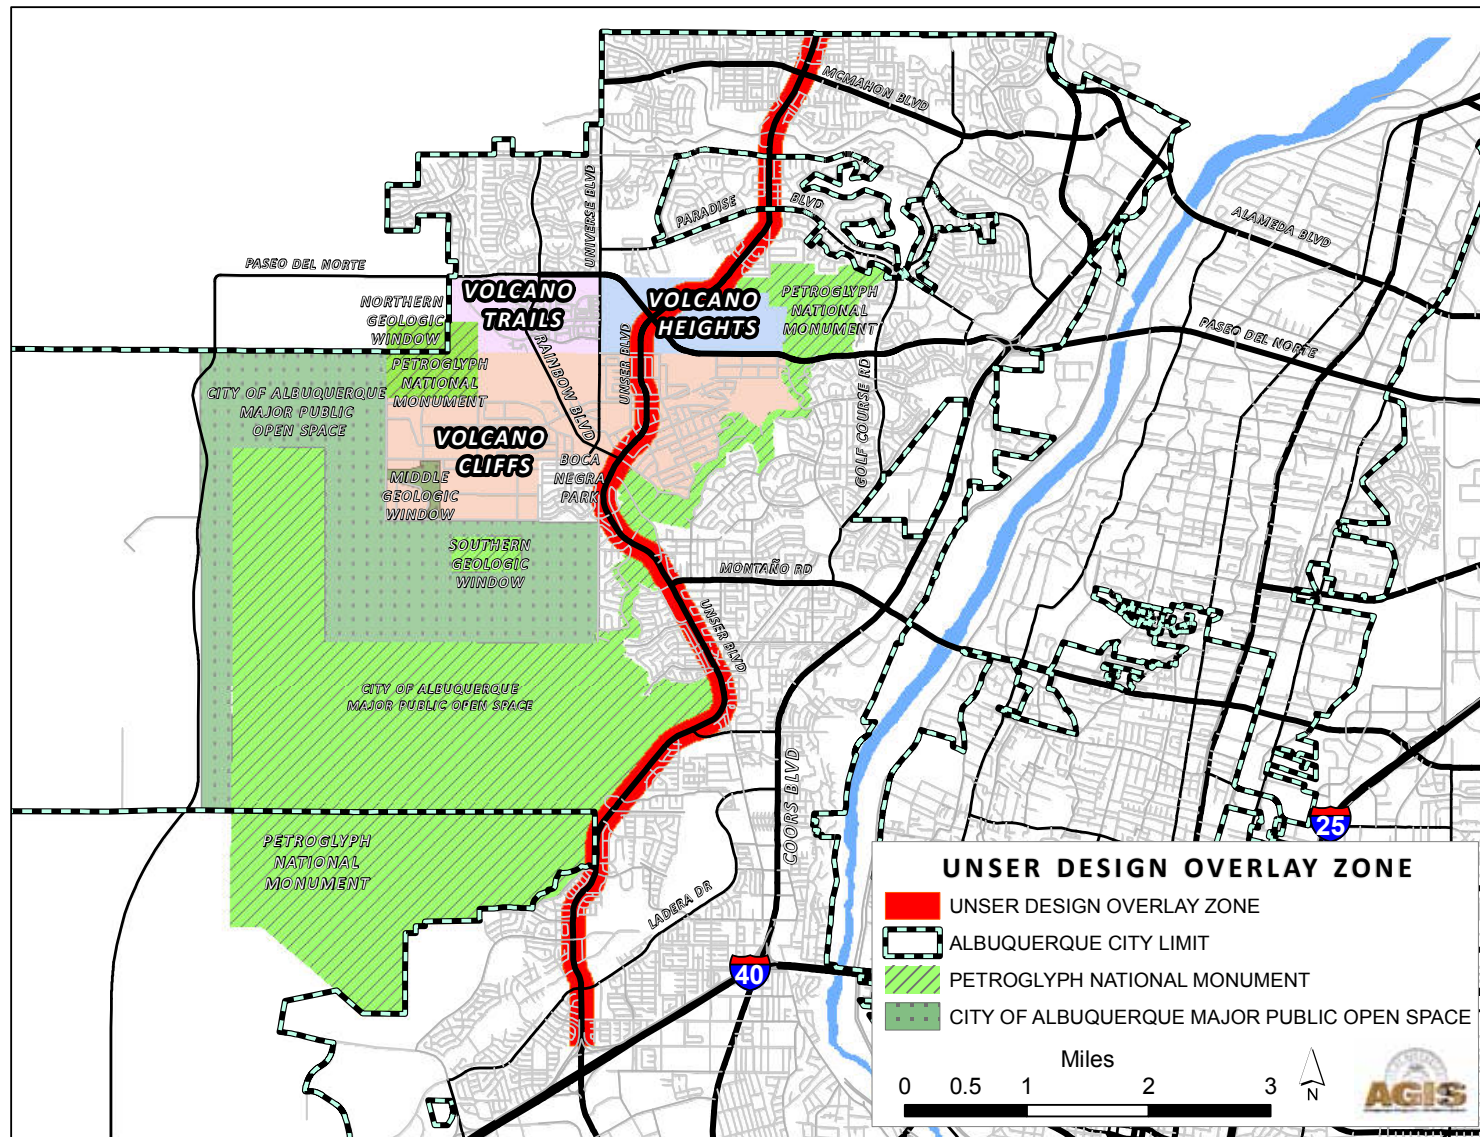 MCMAHON BLVD
UNIVERSE BLVD
PARADISE
BLVD
ALAMEDA BLVD
PASEO DEL NORTE
NORTHERN
GEOLOGIC
WINDOW
VOLCANO
TRAILS
VOLCANO
HEIGHTS
PETROGLYPH
NATIONAL
MONUMENT
PASEO DEL NORTE
UNSER BLVD
RAINBOW BLVD
GOLF COURSE RD
PETROGLYPH
NATIONAL
MONUMENT
CITY OF ALBUQUERQUE
MAJOR PUBLIC
OPEN SPACE
VOLCANO
CLIFFS
BOCA
NEGRA
PARK
MIDDLE
GEOLOGIC
WINDOW
SOUTHERN
GEOLOGIC
WINDOW
MONTAÑO RD
UNSER BLVD
CITY OF ALBUQUERQUE
MAJOR PUBLIC OPEN SPACE
COORS BLVD
PETROGLYPH
NATIONAL
MONUMENT
LADERA DR
25
40
UNSER DESIGN OVERLAY ZONE
UNSER DESIGN OVERLAY ZONE
ALBUQUERQUE CITY LIMIT
PETROGLYPH NATIONAL MONUMENT
CITY OF ALBUQUERQUE MAJOR PUBLIC OPEN SPACE
Miles
0 0.5 1 2 3
N
AGIS